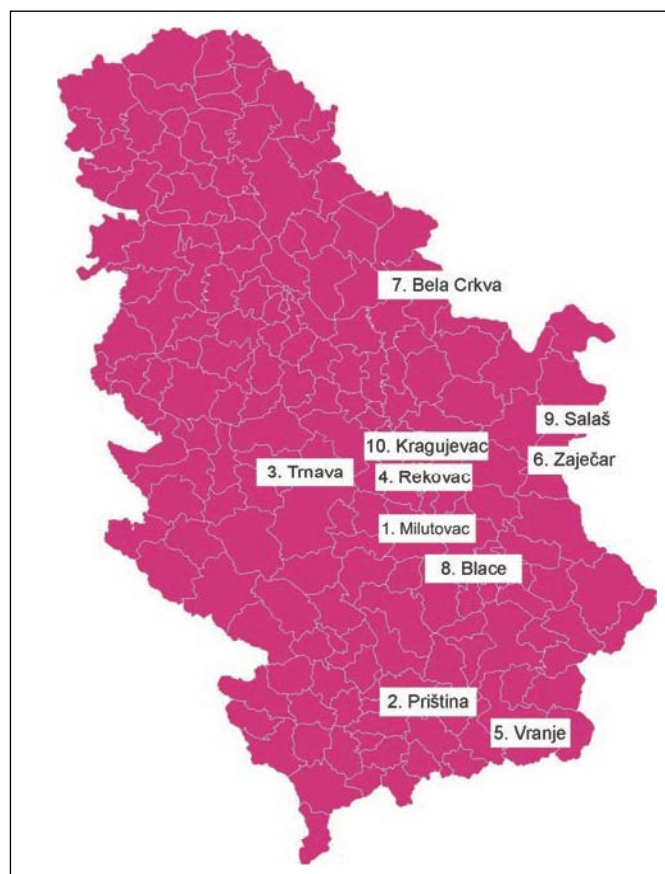 7. Bela Crkva
9. Salaš
10. Kragujevac
6. Zaječar
3. Trnava
4. Rekovac
1. Milutovac
8. Blace
2. Priština
5. Vranje